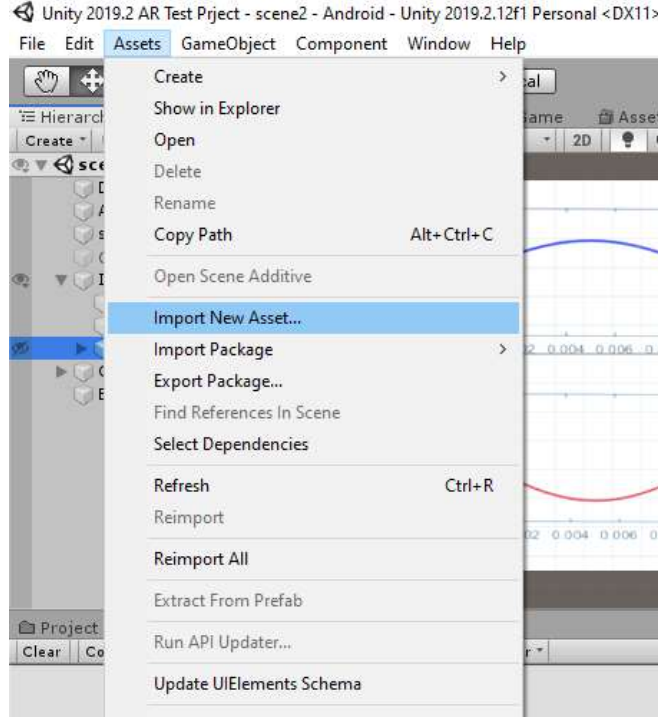 Unity 2019.2 AR Test Prject - scene2 - Android - Unity 2019.2.12f1 Personal <DX11>
File Edit Assets GameObject Component Window Help
Create
Show in Explorer
Open
Delete
Rename
Copy Path Alt+Ctrl+C
Open Scene Additive
Import New Asset...
Import Package
Export Package...
Find References In Scene
Select Dependencies
Refresh Ctrl+R
Reimport
Reimport All
Extract From Prefab
Run API Updater...
Update UIElements Schema
Hierarch
Create
sce
2D
0.004 0.006
0.004 0.006
Project
Clear